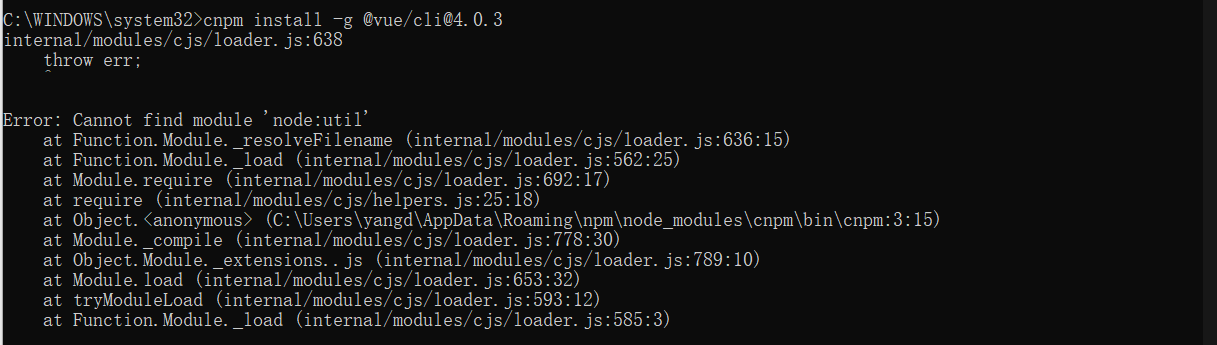 C:\WINDOWS\system32>cnpm install -g @vue/cli@4.0.3
internal/modules/cjs/loader.js:638
    throw err;
    ^

Error: Cannot find module 'node:util'
    at Function.Module._resolveFilename (internal/modules/cjs/loader.js:636:15)
    at Function.Module._load (internal/modules/cjs/loader.js:562:25)
    at Module.require (internal/modules/cjs/loader.js:692:17)
    at require (internal/modules/cjs/helpers.js:25:18)
    at Object.<anonymous> (C:\Users\yangd\AppData\Roaming\npm\node_modules\cnpm\bin\cnpm:3:15)
    at Module._compile (internal/modules/cjs/loader.js:778:30)
    at Object.Module._extensions..js (internal/modules/cjs/loader.js:789:10)
    at Module.load (internal/modules/cjs/loader.js:653:32)
    at tryModuleLoad (internal/modules/cjs/loader.js:593:12)
    at Function.Module._load (internal/modules/cjs/loader.js:585:3)